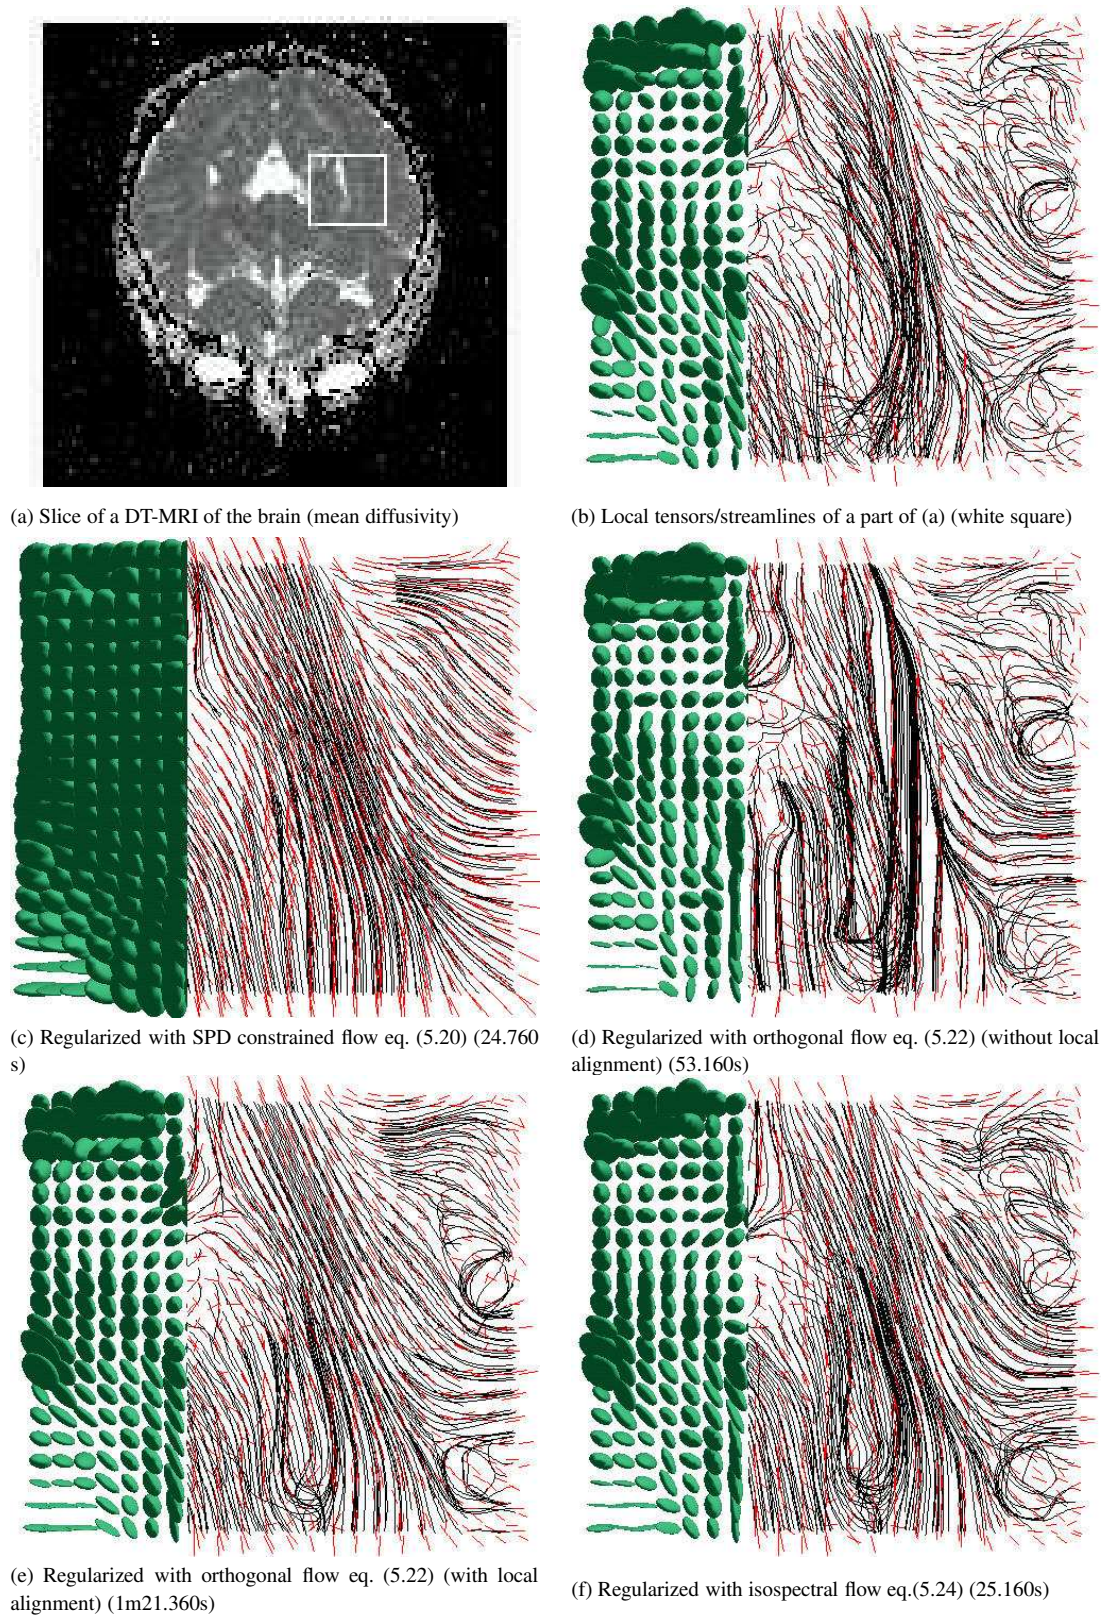 (a) Slice of a DT-MRI of the brain (mean diffusivity)
(b) Local tensors/streamlines of a part of (a) (white square)
(c) Regularized with SPD constrained flow eq. (5.20) (24.760
s)
(d) Regularized with orthogonal flow eq. (5.22) (without local
alignment) (53.160s)
(e) Regularized with orthogonal flow eq. (5.22) (with local
alignment) (1m21.360s)
(f) Regularized with isospectral flow eq.(5.24) (25.160s)